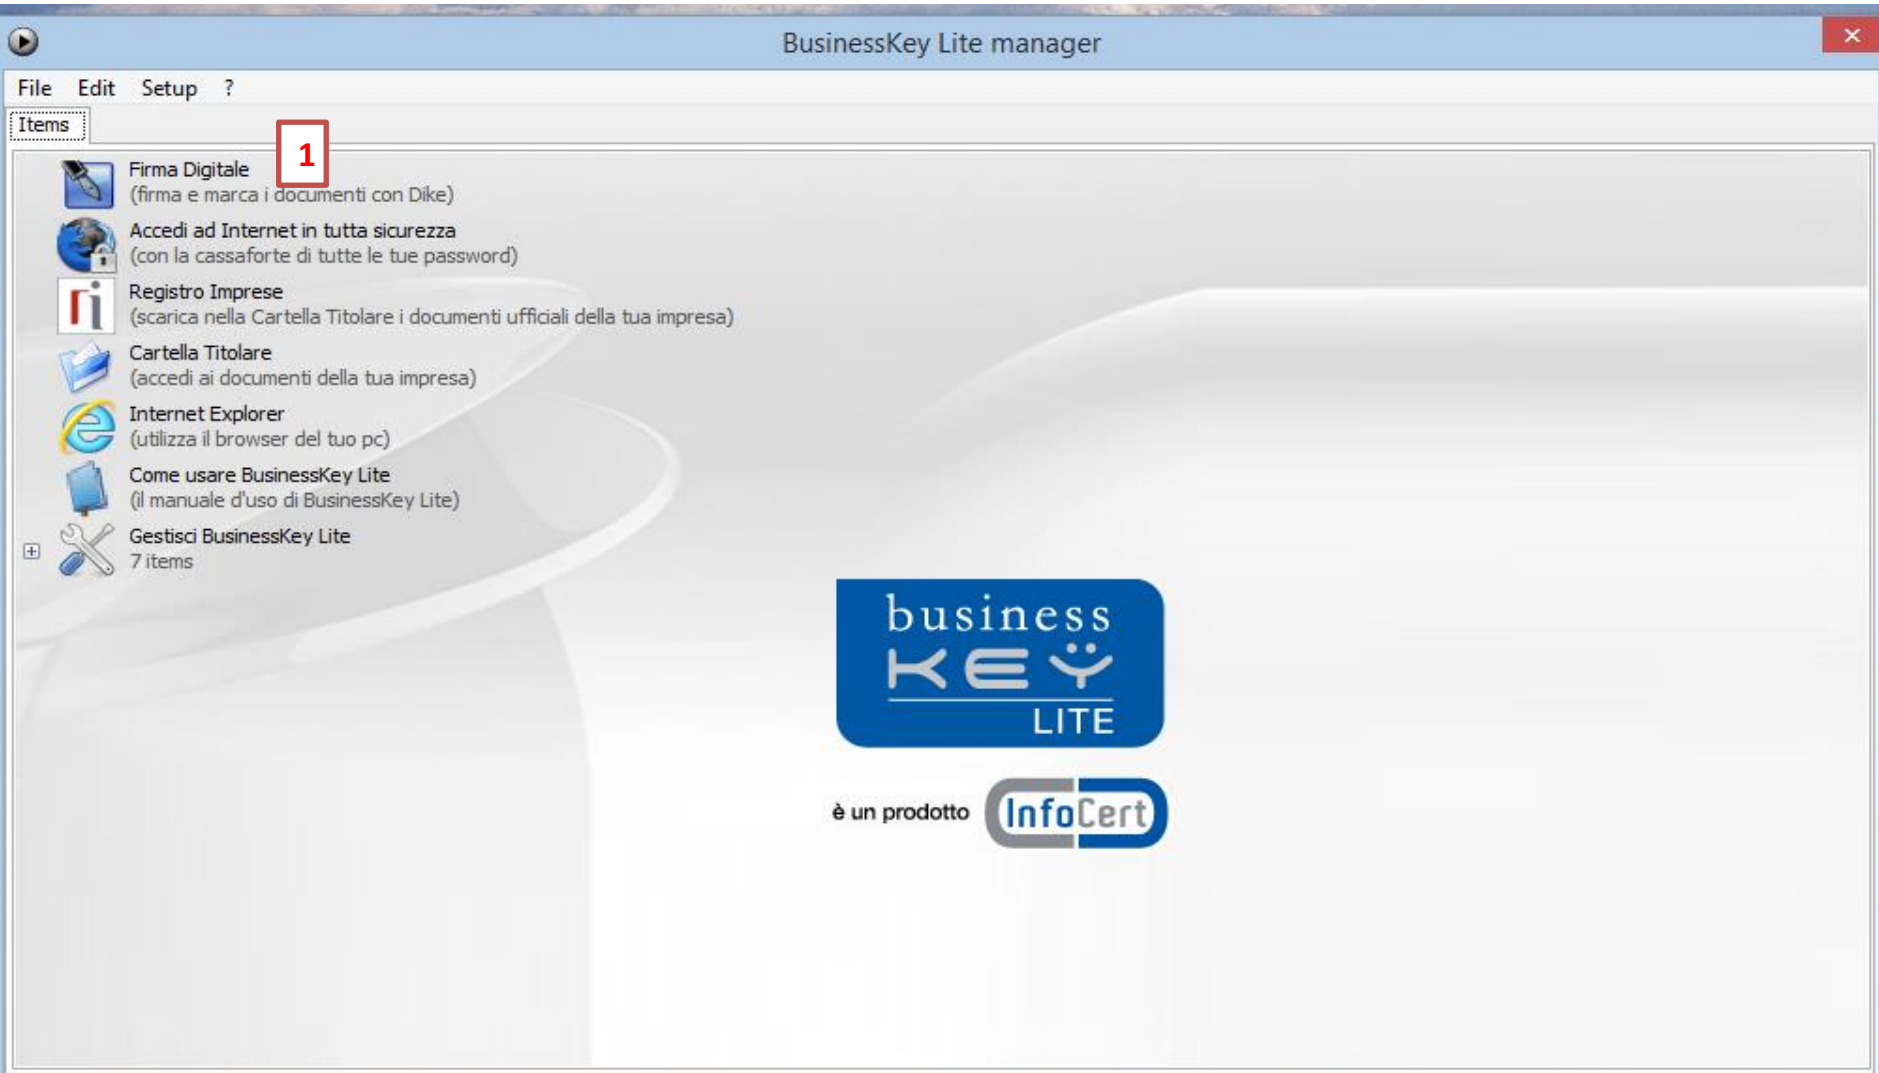 BusinessKey Lite manager
File Edit Setup ?
Items
1
Firma Digitale
(firma e marca i documenti con Dike)
Accedi ad Internet in tutta sicurezza
(con la cassaforte di tutte le tue password)
ri
Registro Imprese
(scarica nella Cartella Titolare i documenti ufficiali della tua impresa)
Cartella Titolare
(accedi ai documenti della tua impresa)
Internet Explorer
(utilizza il browser del tuo pc)
Come usare BusinessKey Lite
(il manuale d'uso di BusinessKey Lite)
Gestisci BusinessKey Lite
7 items
business
KEŸ
LITE
è un prodotto InfoCert